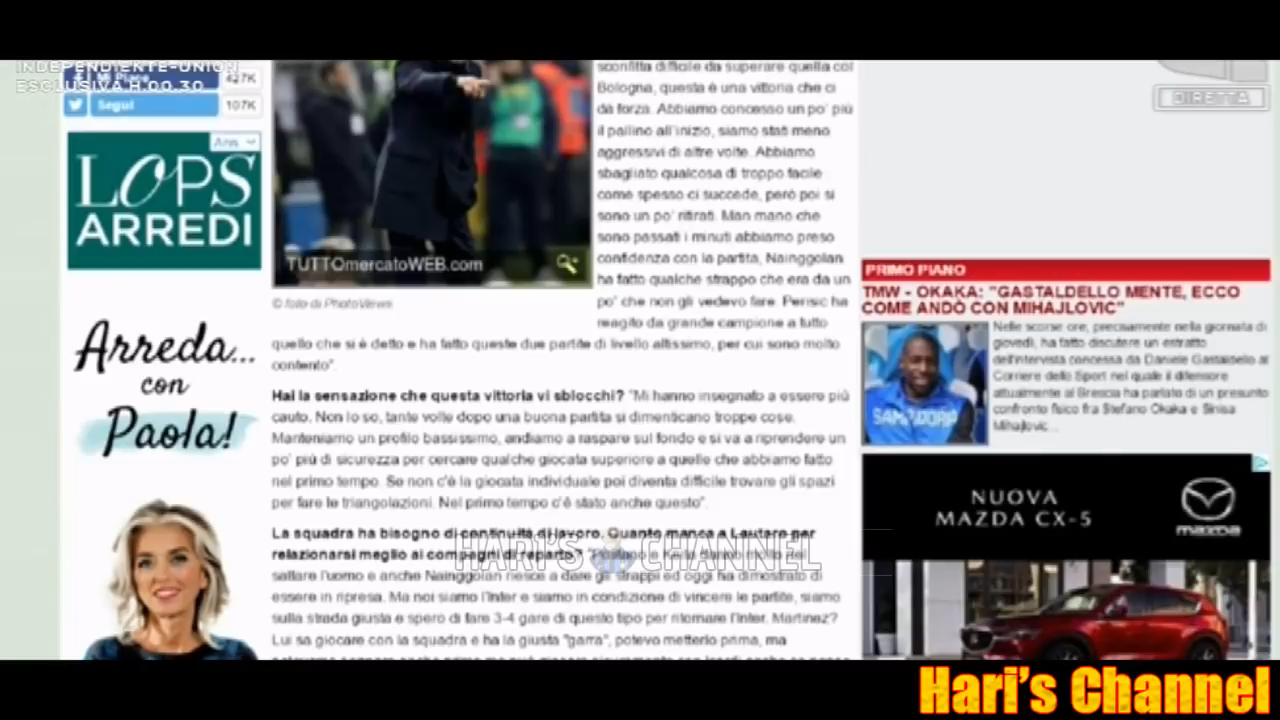 INDEPENDIENTE-UNION
ESCLUSIVA H.00.30
Mi Piace 427K
Segui 107K
Ann
LOPS
ARREDI
Arreda...
con
Paola!
TUTTOmercatoWEB.com
© foto di PhotoViews
sconfitta difficile da superare quella col
Bologna, questa è una vittoria che ci
dà forza. Abbiamo concesso un po' più
il pallino all'inizio, siamo stati meno
aggressivi di altre volte. Abbiamo
sbagliato qualcosa di troppo facile
come spesso ci succede, però poi si
sono un po' ritirati. Man mano che
sono passati i minuti abbiamo preso
confidenza con la partita, Nainggolan
ha fatto qualche strappo che era da un
po' che non gli vedevo fare. Perisic ha
reagito da grande campione a tutto
quello che si è detto e ha fatto queste due partite di livello altissimo, per cui sono molto
contento".
Hai la sensazione che questa vittoria vi sblocchi? "Mi hanno insegnato a essere più
cauto. Non lo so, tante volte dopo una buona partita si dimenticano troppe cose.
Manteniamo un profilo bassissimo, andiamo a raspare sul fondo e si va a riprendere un
po' più di sicurezza per cercare qualche giocata superiore a quelle che abbiamo fatto
nel primo tempo. Se non c'è la giocata individuale poi diventa difficile trovare gli spazi
per fare le triangolazioni. Nel primo tempo c'è stato anche questo".
La squadra ha bisogno di continuità di lavoro. Quanto manca a Lautaro per
relazionarsi meglio ai compagni di reparto?
saltare l'uomo e anche Nainggolan riesce a dare gli strappi ed oggi ha dimostrato di
essere in ripresa. Ma noi siamo l'Inter e siamo in condizione di vincere le partite, siamo
sulla strada giusta e spero di fare 3-4 gare di questo tipo per ritornare l'Inter. Martinez?
Lui sa giocare con la squadra e ha la giusta "garra", potevo metterlo prima, ma
HARI'S CHANNEL
DIRETTA
PRIMO PIANO
TMW - OKAKA: "GASTALDELLO MENTE, ECCO
COME ANDÒ CON MIHAJLOVIC"
Nelle scorse ore, precisamente nella giornata di
giovedì, ha fatto discutere un estratto
dell'intervista concessa da Daniele Gastaldello al
Corriere dello Sport nel quale il difensore
attualmente al Brescia ha parlato di un presunto
confronto fisico fra Stefano Okaka e Sinisa
Mihajlovic...
SAMPDORIA
NUOVA
MAZDA CX-5
mazda
Hari's Channel